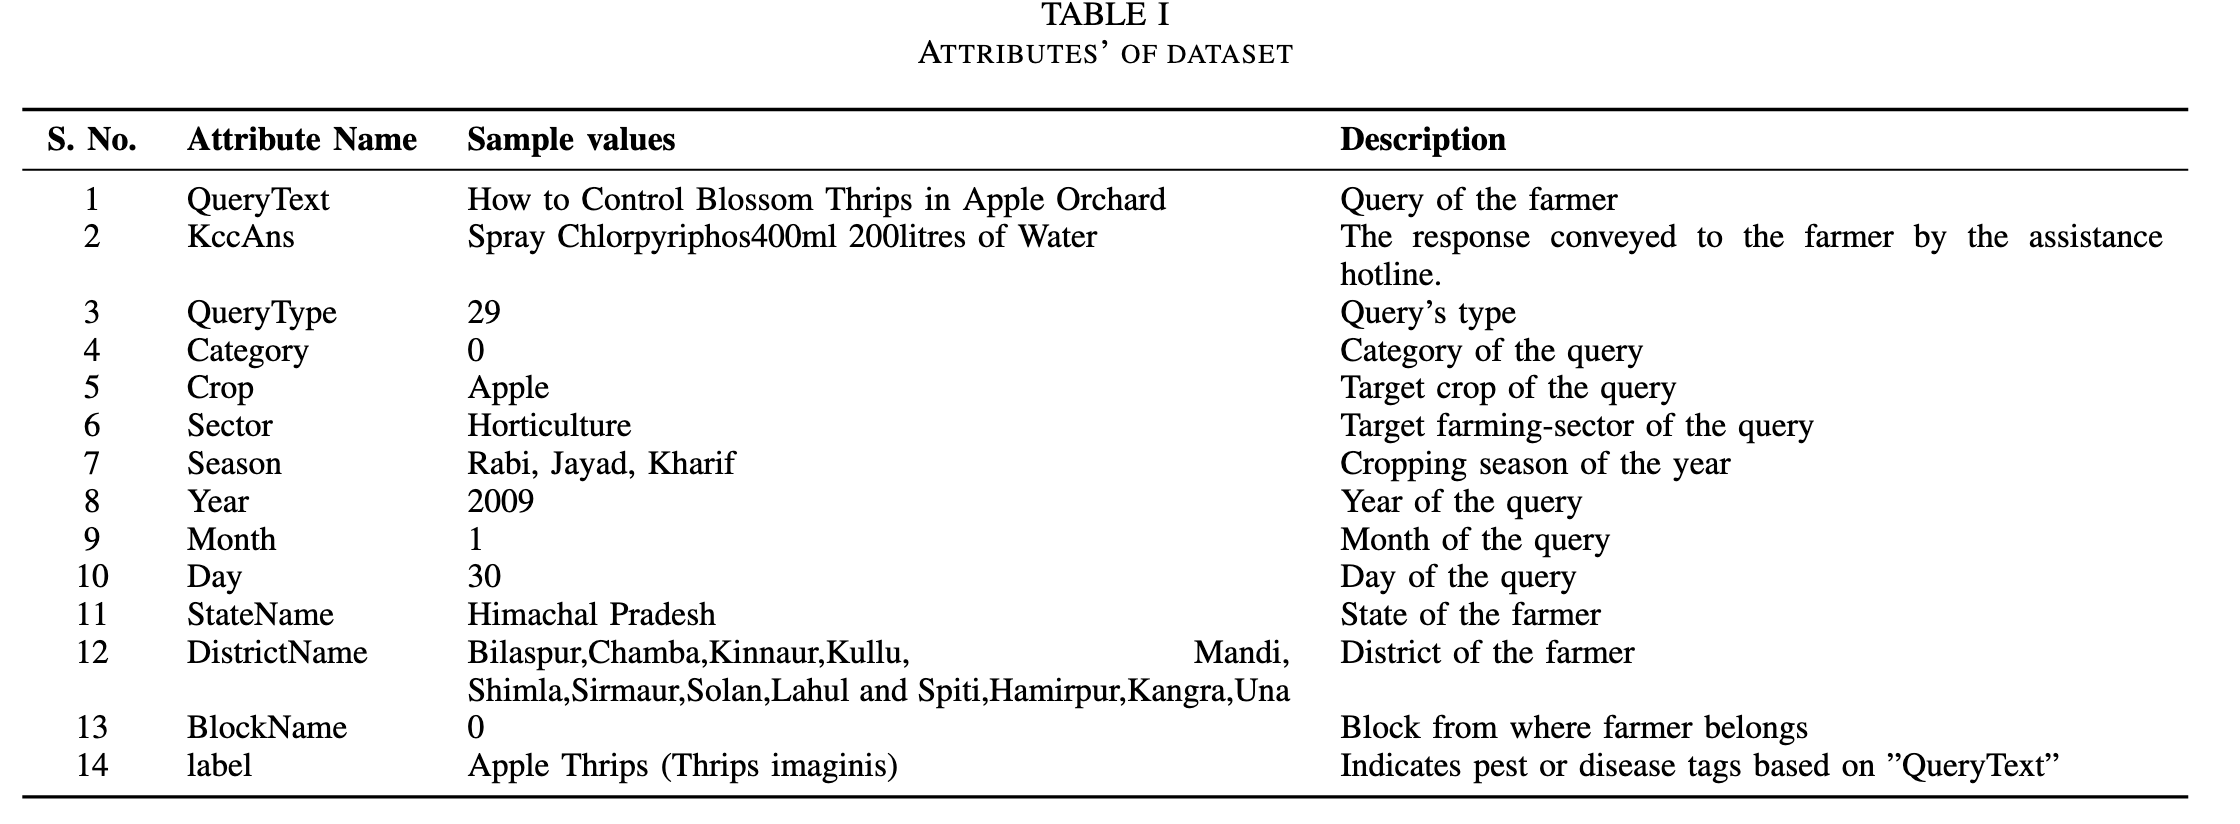 TABLE I
ATTRIBUTES' OF DATASET
S. No. Attribute Name Sample values Description
1 QueryText How to Control Blossom Thrips in Apple Orchard Query of the farmer
2 KccAns Spray Chlorpyriphos400ml 200litres of Water The response conveyed to the farmer by the assistance
hotline.
3 QueryType 29 Query's type
4 Category 0 Category of the query
5 Crop Apple Target crop of the query
6 Sector Horticulture Target farming-sector of the query
7 Season Rabi, Jayad, Kharif Cropping season of the year
8 Year 2009 Year of the query
9 Month 1 Month of the query
10 Day 30 Day of the query
11 StateName Himachal Pradesh State of the farmer
12 DistrictName Bilaspur,Chamba,Kinnaur,Kullu, Mandi, District of the farmer
Shimla,Sirmaur,Solan,Lahul and Spiti,Hamirpur,Kangra,Una
13 BlockName 0 Block from where farmer belongs
14 label Apple Thrips (Thrips imaginis) Indicates pest or disease tags based on ”QueryText”